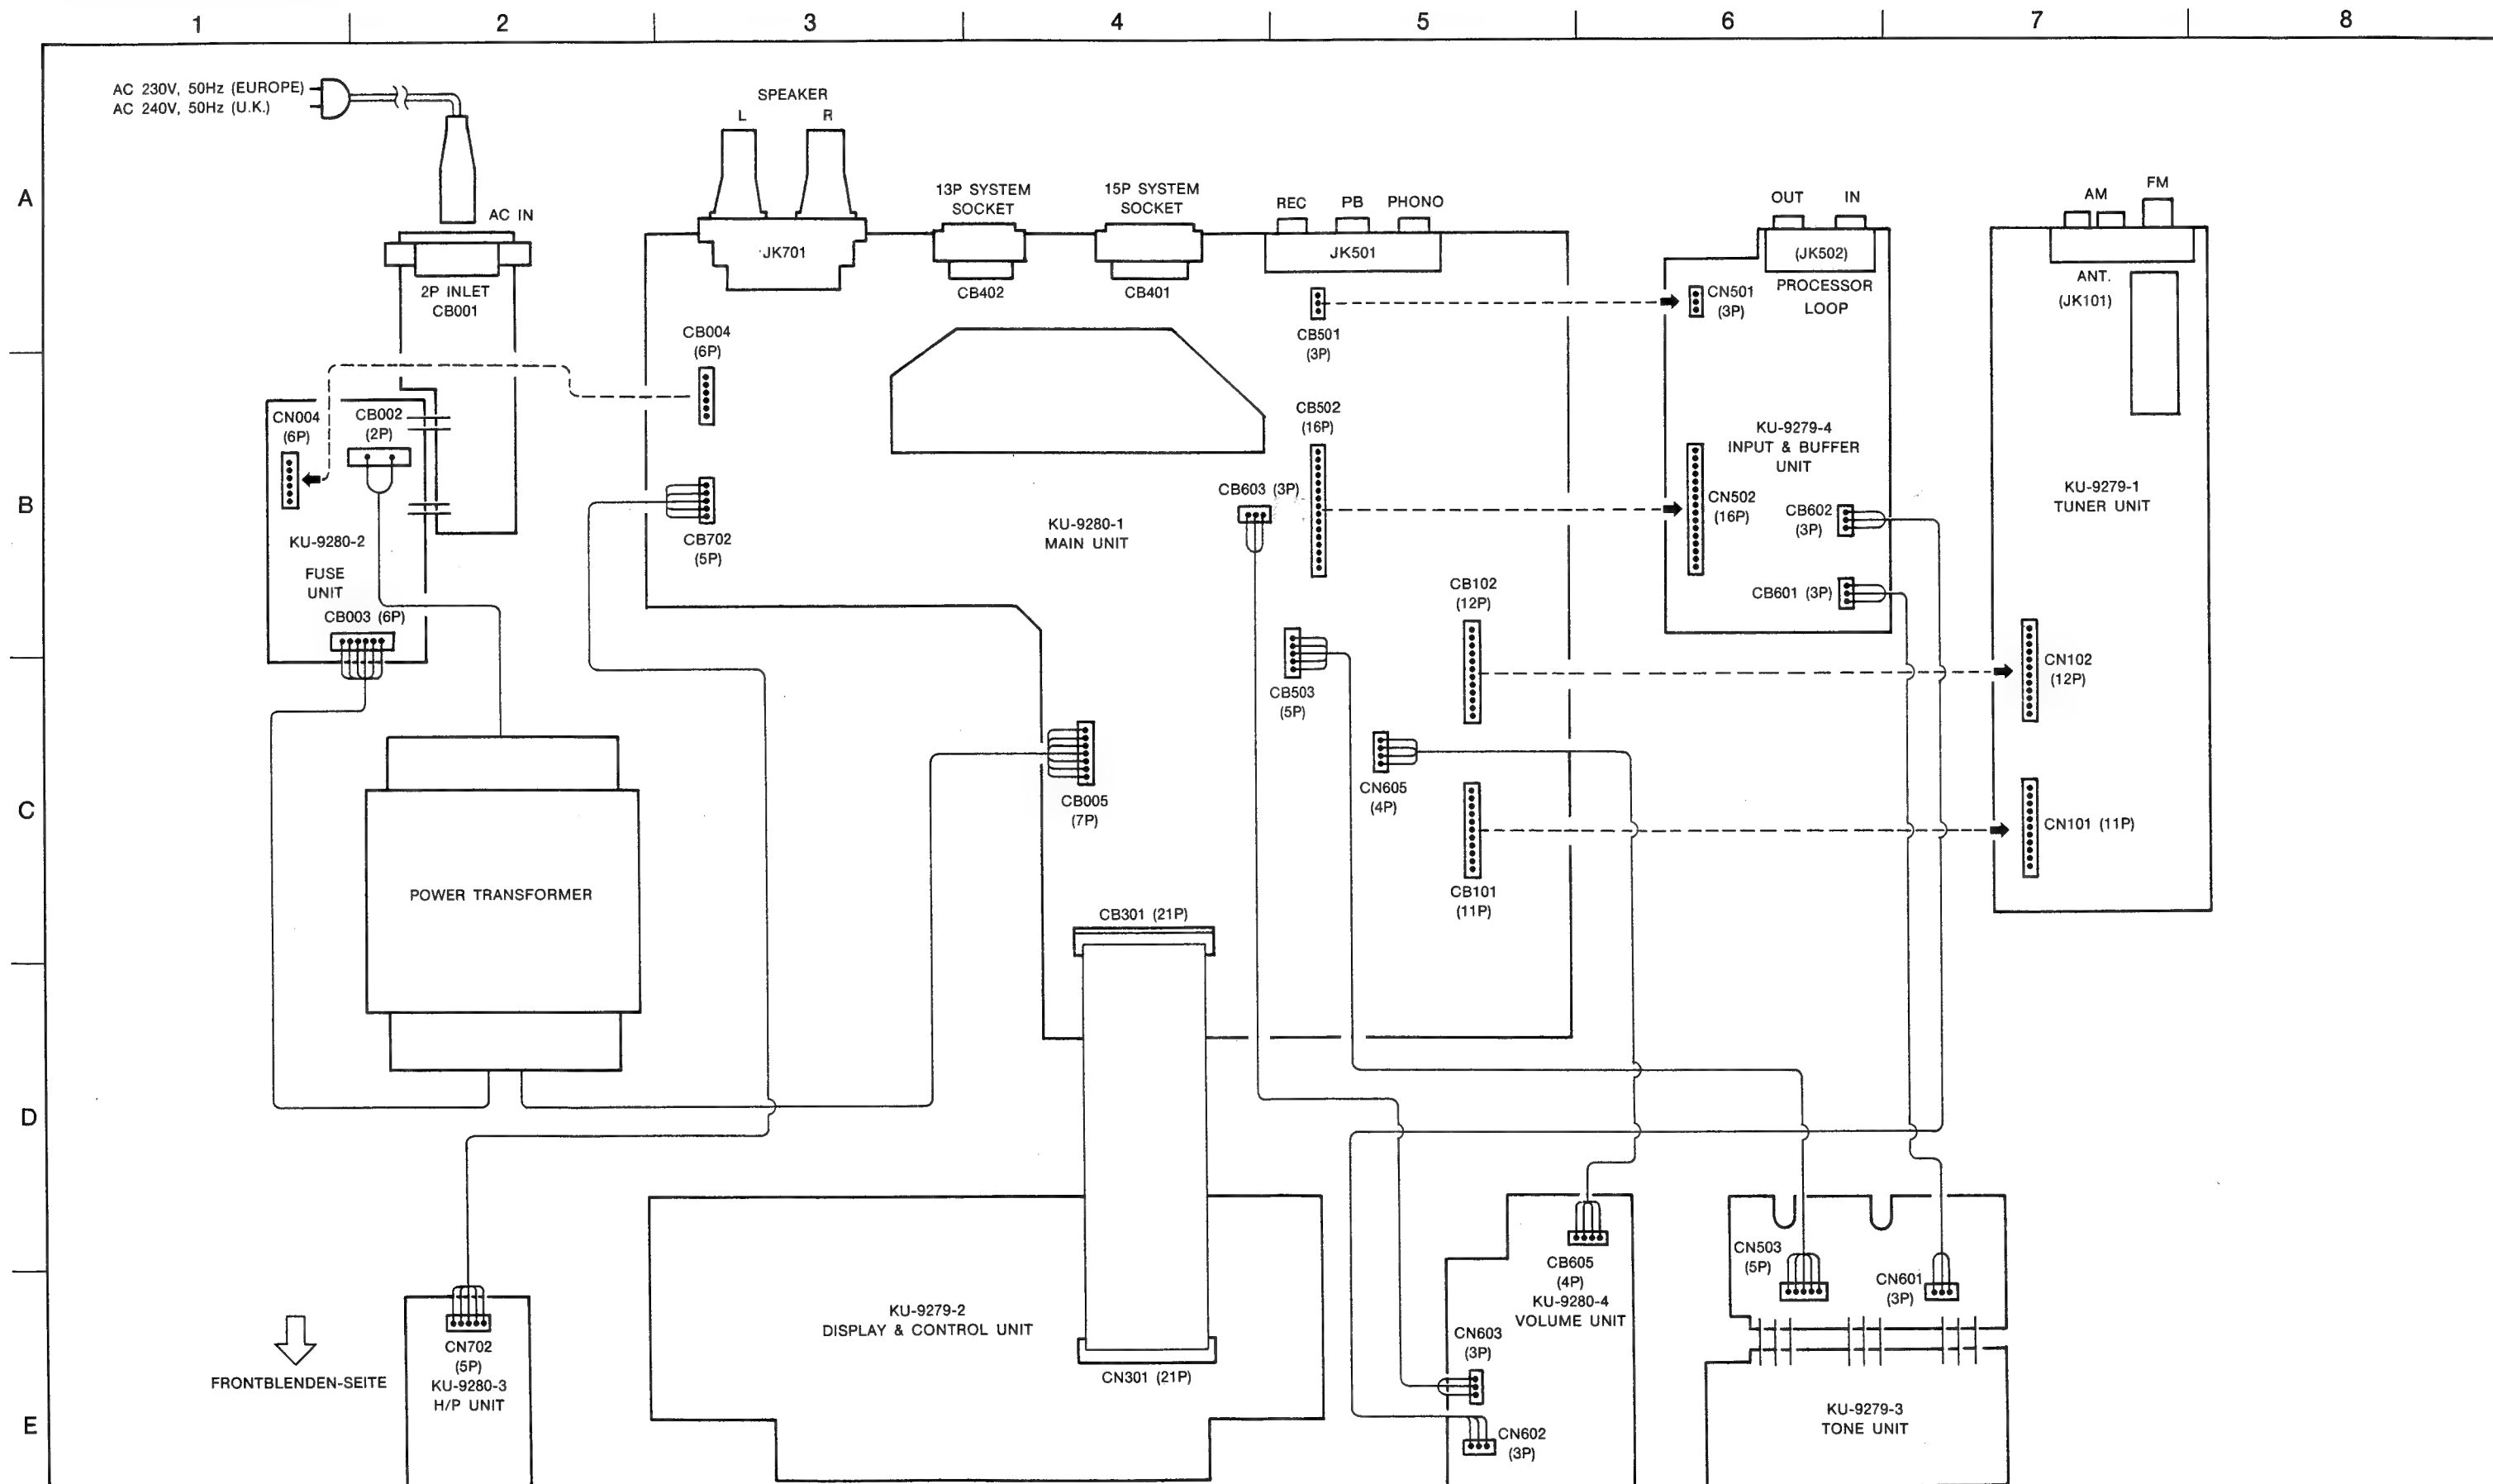 1 2 3 4 5 6 7 8
AC 230V, 50Hz (EUROPE)
AC 240V, 50Hz (U.K.)
SPEAKER
L R
A
AC IN
13P SYSTEM
SOCKET
15P SYSTEM
SOCKET
REC PB PHONO
OUT IN
AM FM
2P INLET
CB001
JK701
CB402
CB401
JK501
(JK502)
PROCESSOR
LOOP
ANT.
(JK101)
CB004
(6P)
CB501
(3P)
CN501
(3P)
B
CN004
(6P)
CB002
(2P)
KU-9280-2
FUSE
UNIT
CB003 (6P)
CB702
(5P)
KU-9280-1
MAIN UNIT
CB603 (3P)
CB502
(16P)
CN502
(16P)
KU-9279-4
INPUT & BUFFER
UNIT
CB602
(3P)
CB601 (3P)
KU-9279-1
TUNER UNIT
CB102
(12P)
CB503
(5P)
CN102
(12P)
C
POWER TRANSFORMER
CB005
(7P)
CN605
(4P)
CB101
(11P)
CN101 (11P)
CB301 (21P)
D
CB605
(4P)
KU-9280-4
VOLUME UNIT
CN503
(5P)
CN601
(3P)
E
FRONTBLENDEN-SEITE
CN702
(5P)
KU-9280-3
H/P UNIT
KU-9279-2
DISPLAY & CONTROL UNIT
CN301 (21P)
CN603
(3P)
CN602
(3P)
KU-9279-3
TONE UNIT